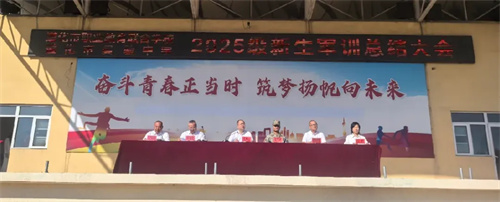 2025级新生军训总结大会
奋斗青春正当时 筑梦扬帆向未来